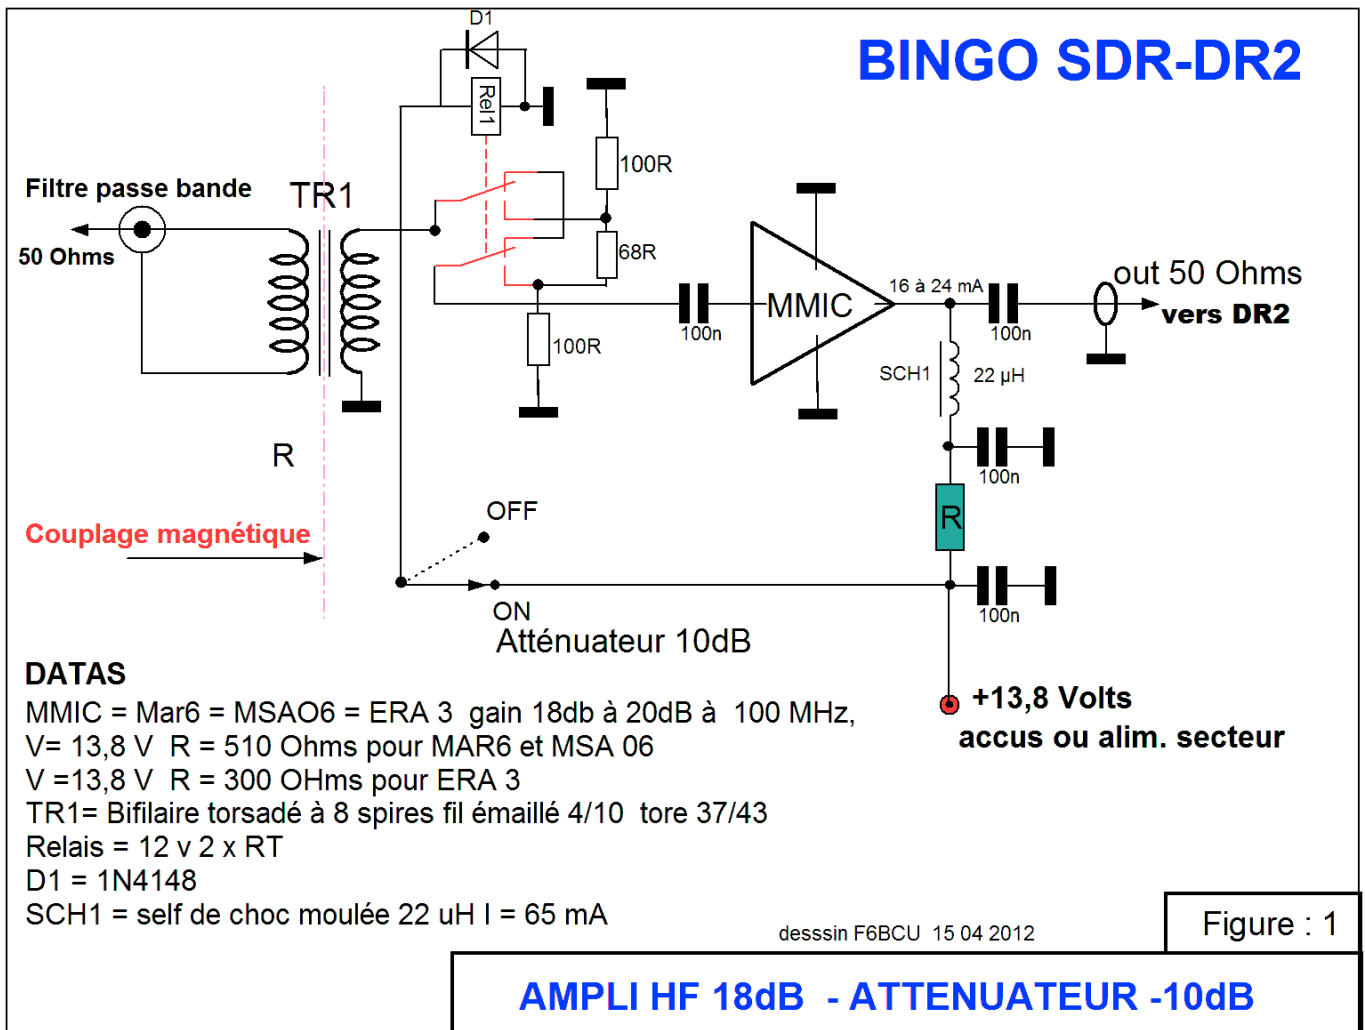 BINGO SDR-DR2
D1
Rel1
100R
Filtre passe bande
TR1
50 Ohms
68R
out 50 Ohms
16 à 24 mA
MMIC
vers DR2
100n
100n
100R
SCH1
22 µH
R
100n
OFF
R
Couplage magnétique
ON
100n
Atténuateur 10dB
DATAS
+13,8 Volts
accus ou alim. secteur
MMIC = Mar6 = MSAO6 = ERA 3 gain 18db à 20dB à 100 MHz,
V= 13,8 V R = 510 Ohms pour MAR6 et MSA 06
V =13,8 V R = 300 OHms pour ERA 3
TR1= Bifilaire torsadé à 8 spires fil émaillé 4/10 tore 37/43
Relais = 12 v 2 x RT
D1 = 1N4148
SCH1 = self de choc moulée 22 uH I = 65 mA
desssin F6BCU 15 04 2012
Figure : 1
AMPLI HF 18dB - ATTENUATEUR -10dB